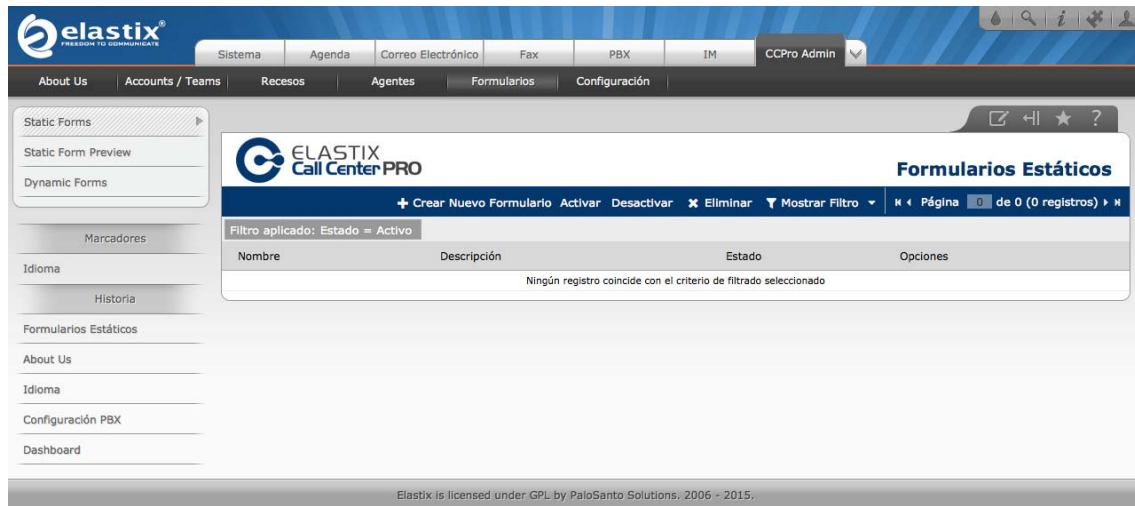 elastix®
FREEDOM TO COMMUNICATE
Sistema Agenda Correo Electrónico Fax PBX IM CCPro Admin
About Us Accounts / Teams Recesos Agentes Formularios Configuración
Static Forms
Static Form Preview
Dynamic Forms
Marcadores
Idioma
Historia
Formularios Estáticos
About Us
Idioma
Configuración PBX
Dashboard
ELASTIX
Call Center PRO
Formularios Estáticos
Crear Nuevo Formulario Activar Desactivar Eliminar Mostrar Filtro Página 0 de 0 (0 registros)
Filtro aplicado: Estado = Activo
Nombre Descripción Estado Opciones
Ningún registro coincide con el criterio de filtrado seleccionado
Elastix is licensed under GPL by PaloSanto Solutions. 2006 - 2015.